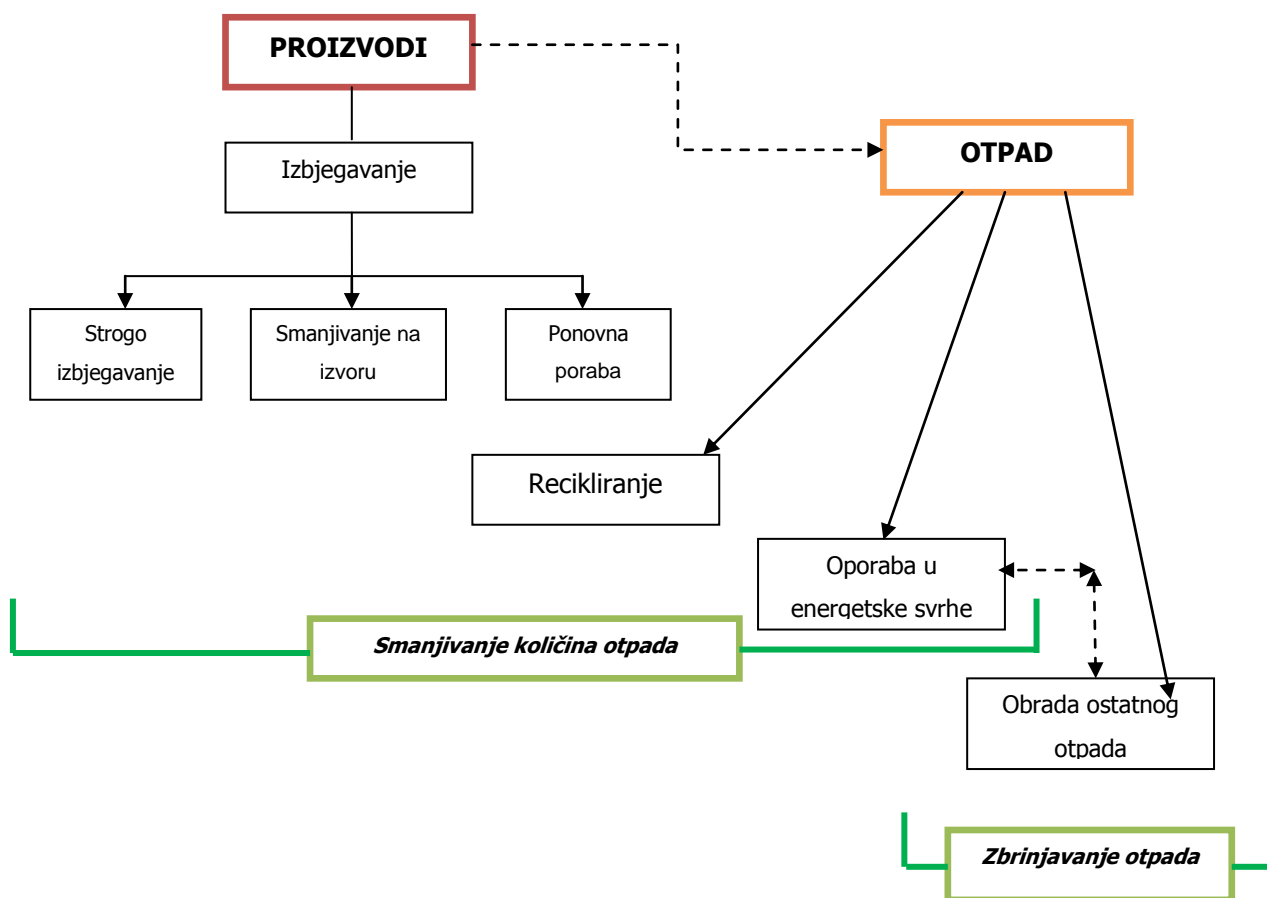 PROIZVODI
OTPAD
Izbjegavanje
Strogo
izbjegavanje
Smanjivanje na
izvoru
Ponovna
poraba
Recikliranje
Oporaba u
energetske svrhe
Smanjivanje količina otpada
Obrada ostatnog
otpada
Zbrinjavanje otpada